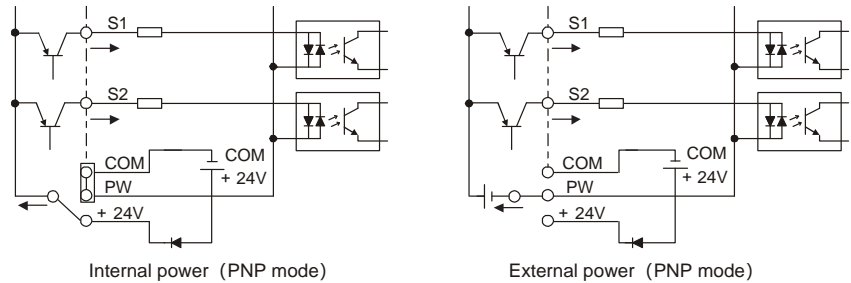 S1
S2
COM
COM
+ 24V
PW
+ 24V
Internal power (PNP mode)
S1
S2
COM
COM
+ 24V
PW
+ 24V
External power (PNP mode)